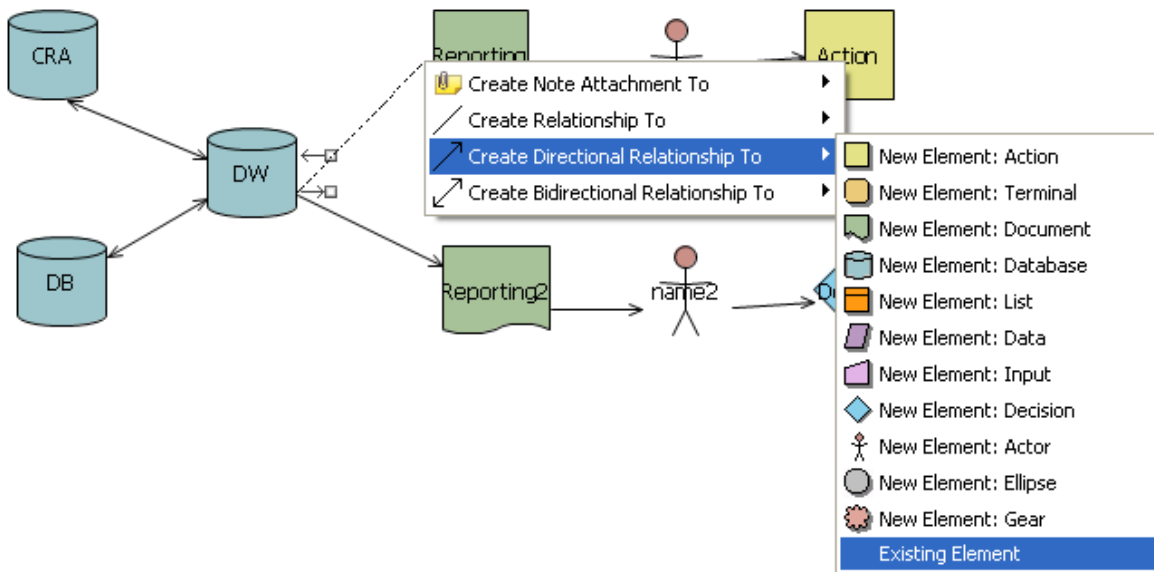 CRA
Reporting
Action
Create Note Attachment To
Create Relationship To
Create Directional Relationship To
Create Bidirectional Relationship To
DW
DB
Reporting2
name2
New Element: Action
New Element: Terminal
New Element: Document
New Element: Database
New Element: List
New Element: Data
New Element: Input
New Element: Decision
New Element: Actor
New Element: Ellipse
New Element: Gear
Existing Element